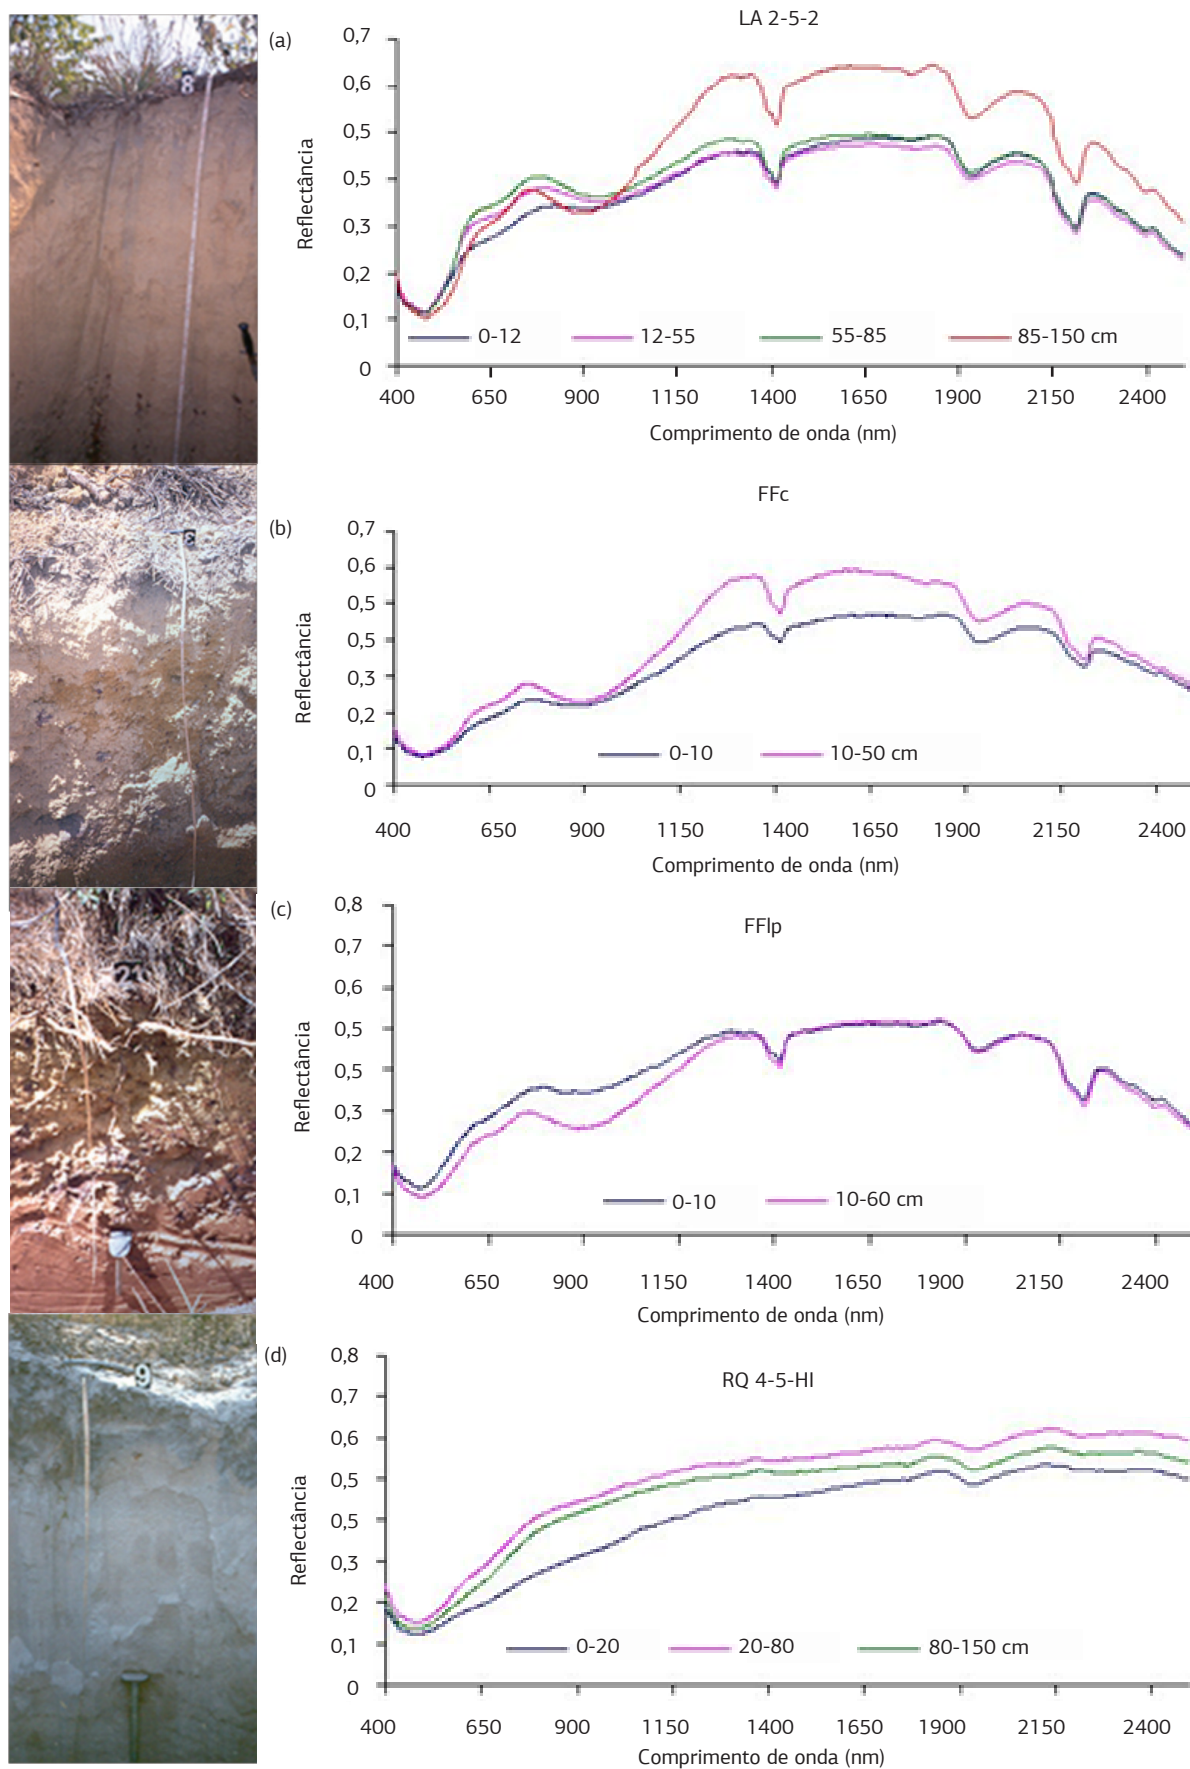 (a)
LA 2-5-2
8
Reflectância
0,7
0,6
0,5
0,5
0,3
0,2
0,1
0
0-12 12-55 55-85 85-150 cm
400 650 900 1150 1400 1650 1900 2150 2400
Comprimento de onda (nm)
(b)
FFc
Reflectância
0,7
0,6
0,5
0,5
0,3
0,2
0,1
0
0-10 10-50 cm
400 650 900 1150 1400 1650 1900 2150 2400
Comprimento de onda (nm)
(c)
FFlp
Reflectância
0,8
0,7
0,6
0,5
0,5
0,3
0,2
0,1
0
0-10 10-60 cm
400 650 900 1150 1400 1650 1900 2150 2400
Comprimento de onda (nm)
(d)
RQ 4-5-HI
9
Reflectância
0,8
0,7
0,6
0,5
0,5
0,3
0,2
0,1
0
0-20 20-80 80-150 cm
400 650 900 1150 1400 1650 1900 2150 2400
Comprimento de onda (nm)